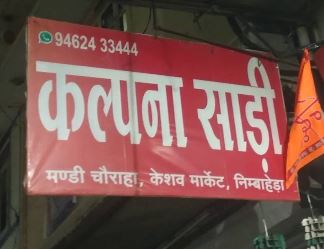 94624 33444
कल्पना साड़ी
मण्डी चौराहा, केशव मार्केट, निम्बाहेड़ा